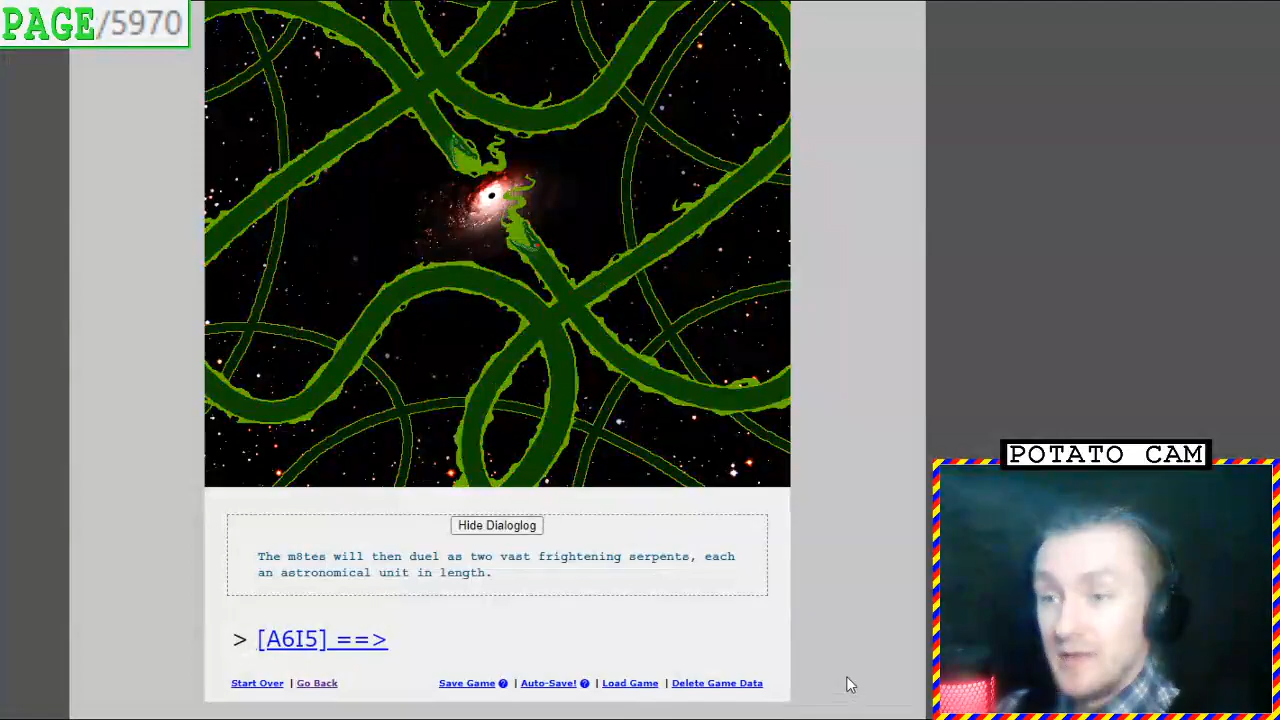 PAGE/5970
Hide Dialoglog
The m8tes will then duel as two vast frightening serpents, each
an astronomical unit in length.
> [A6I5] ==>
Start Over | Go Back Save Game ? | Auto-Save! ? | Load Game | Delete Game Data
POTATO CAM